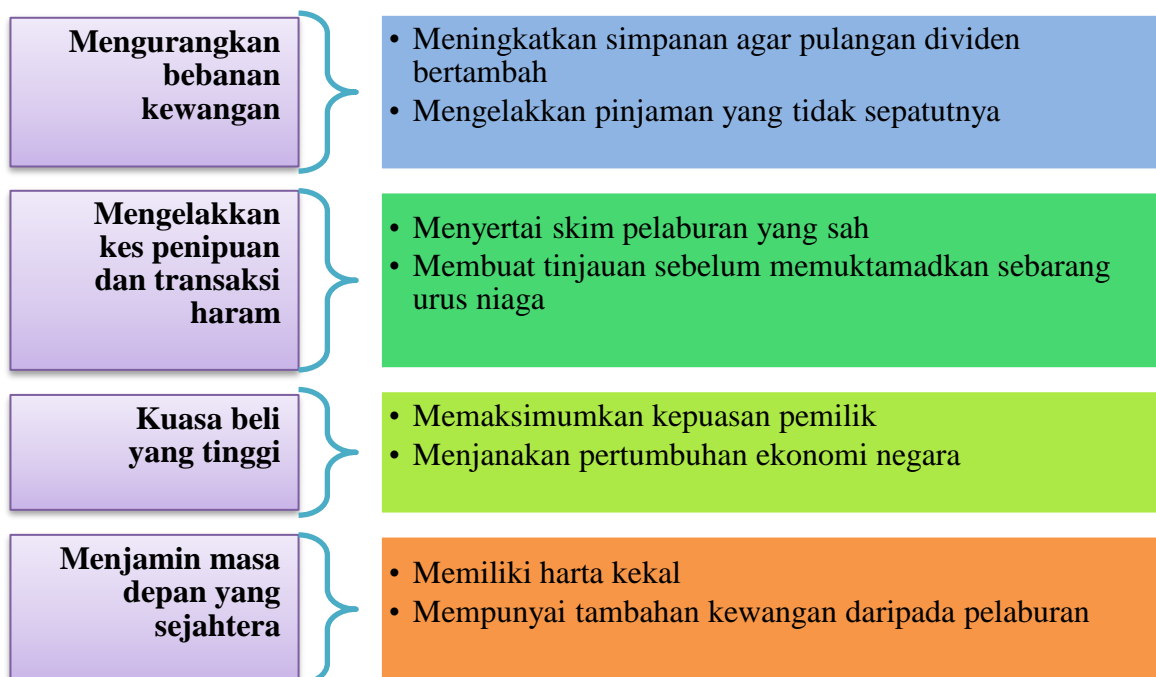 Mengurangkan
bebanan
kewangan
• Meningkatkan simpanan agar pulangan dividen
bertambah
• Mengelakkan pinjaman yang tidak sepatutnya
Mengelakkan
kes penipuan
dan transaksi
haram
• Menyertai skim pelaburan yang sah
• Membuat tinjauan sebelum memuktamadkan sebarang
urus niaga
Kuasa beli
yang tinggi
• Memaksimumkan kepuasan pemilik
• Menjanakan pertumbuhan ekonomi negara
Menjamin masa
depan yang
sejahtera
• Memiliki harta kekal
• Mempunyai tambahan kewangan daripada pelaburan